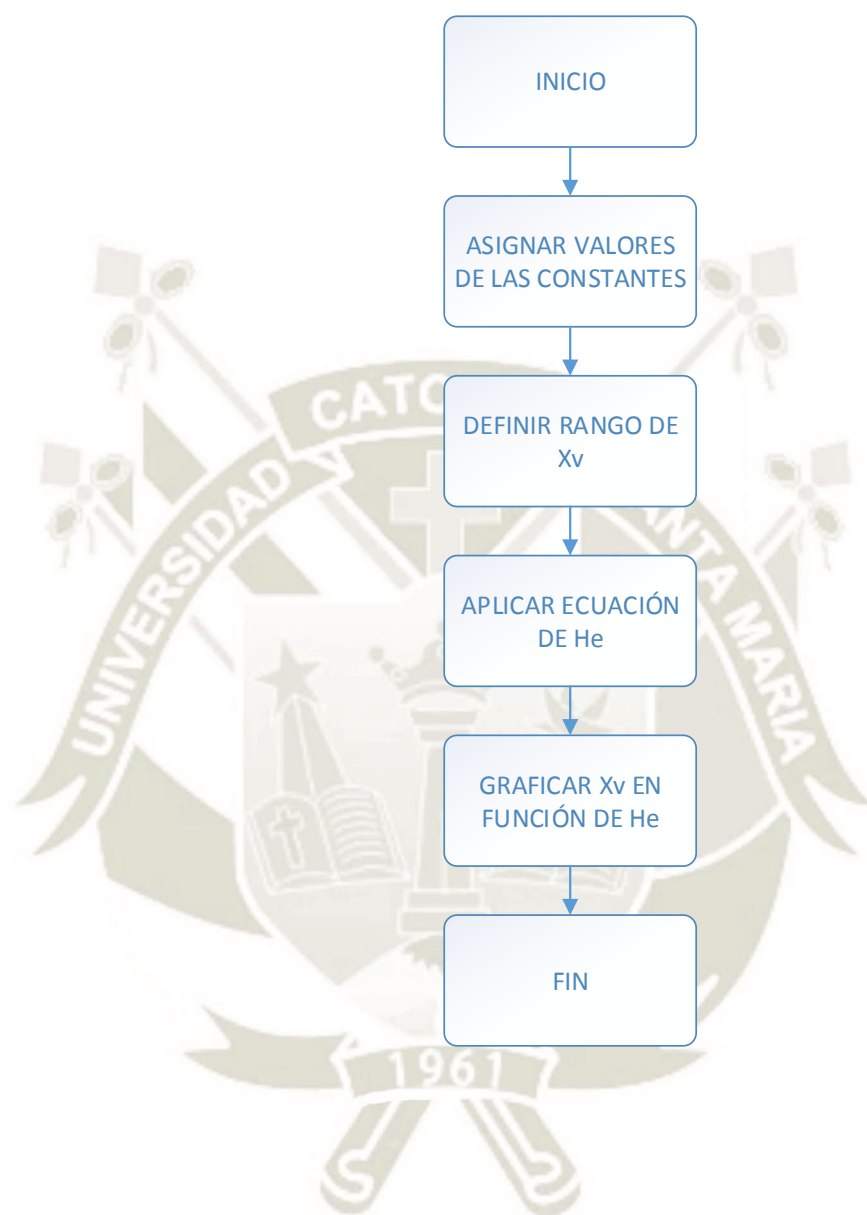 INICIO
ASIGNAR VALORES
DE LAS CONSTANTES
DEFINIR RANGO DE
Xv
APLICAR ECUACIÓN
DE He
GRAFICAR Xv EN
FUNCIÓN DE He
FIN
UNIVERSIDAD
1961
MARIA